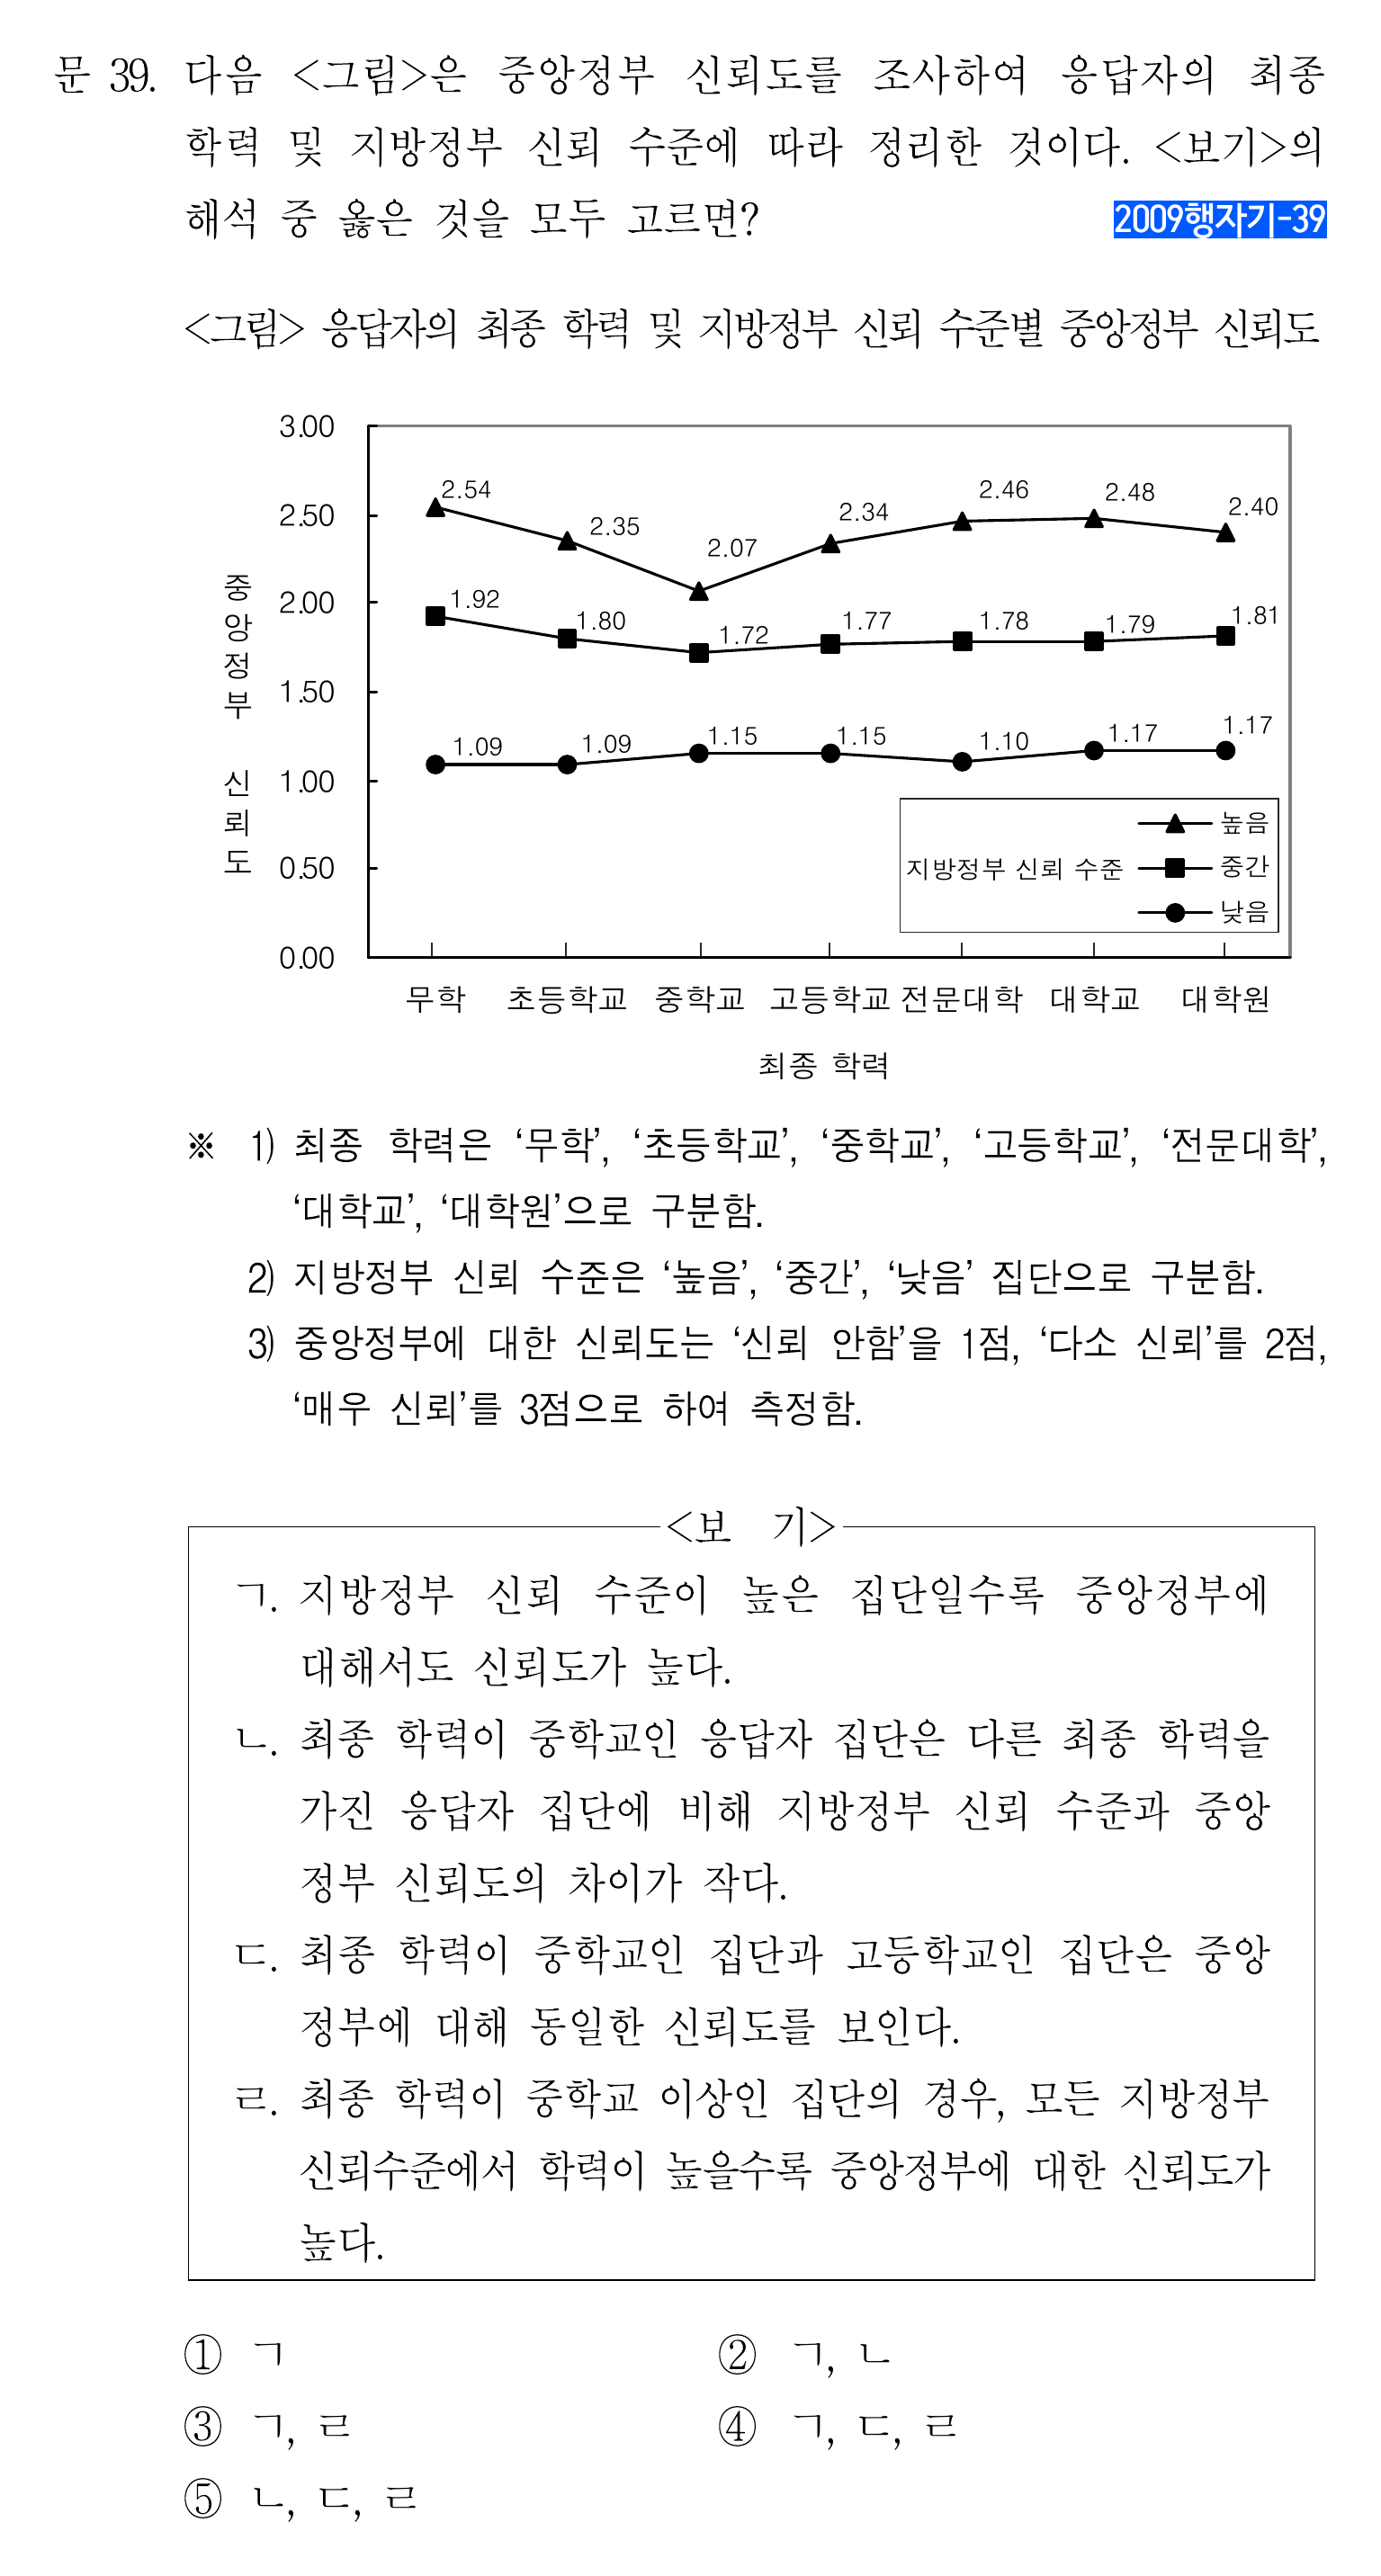 문 39. 다음 <그림>은 중앙정부 신뢰도를 조사하여 응답자의 최종
학력 및 지방정부 신뢰 수준에 따라 정리한 것이다. <보기>의
해석 중 옳은 것을 모두 고르면? 2009행자기-39
<그림> 응답자의 최종 학력 및 지방정부 신뢰 수준별 중앙정부 신뢰도
중앙정부 신뢰도
3.00
2.50
2.00
1.50
1.00
0.50
0.00
2.54 2.35 2.07 2.34 2.46 2.48 2.40
1.92 1.80 1.72 1.77 1.78 1.79 1.81
1.09 1.09 1.15 1.15 1.10 1.17 1.17
높음
지방정부 신뢰 수준 중간
낮음
무학 초등학교 중학교 고등학교 전문대학 대학교 대학원
최종 학력
※ 1) 최종 학력은 ‘무학’, ‘초등학교’, ‘중학교’, ‘고등학교’, ‘전문대학’,
‘대학교’, ‘대학원’으로 구분함.
2) 지방정부 신뢰 수준은 ‘높음’, ‘중간’, ‘낮음’ 집단으로 구분함.
3) 중앙정부에 대한 신뢰도는 ‘신뢰 안함’을 1점, ‘다소 신뢰’를 2점,
‘매우 신뢰’를 3점으로 하여 측정함.
<보 기>
ㄱ. 지방정부 신뢰 수준이 높은 집단일수록 중앙정부에
대해서도 신뢰도가 높다.
ㄴ. 최종 학력이 중학교인 응답자 집단은 다른 최종 학력을
가진 응답자 집단에 비해 지방정부 신뢰 수준과 중앙
정부 신뢰도의 차이가 작다.
ㄷ. 최종 학력이 중학교인 집단과 고등학교인 집단은 중앙
정부에 대해 동일한 신뢰도를 보인다.
ㄹ. 최종 학력이 중학교 이상인 집단의 경우, 모든 지방정부
신뢰수준에서 학력이 높을수록 중앙정부에 대한 신뢰도가
높다.
① ㄱ ② ㄱ, ㄴ
③ ㄱ, ㄹ ④ ㄱ, ㄷ, ㄹ
⑤ ㄴ, ㄷ, ㄹ